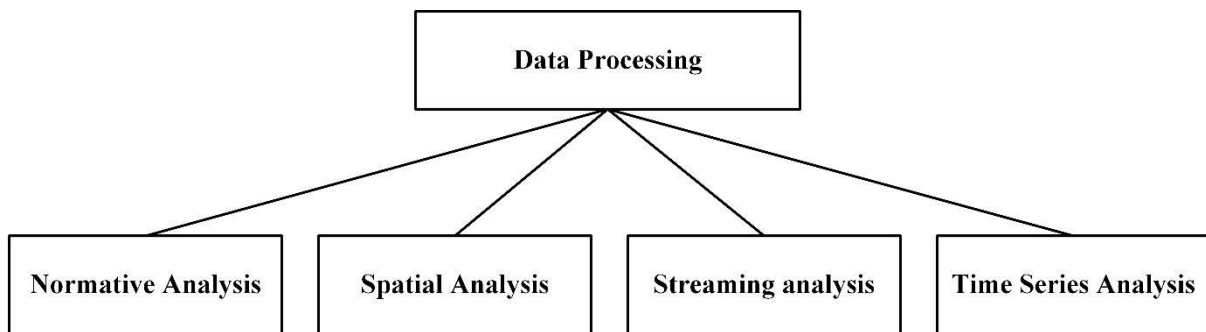 Data Processing
Normative Analysis
Spatial Analysis
Streaming analysis
Time Series Analysis